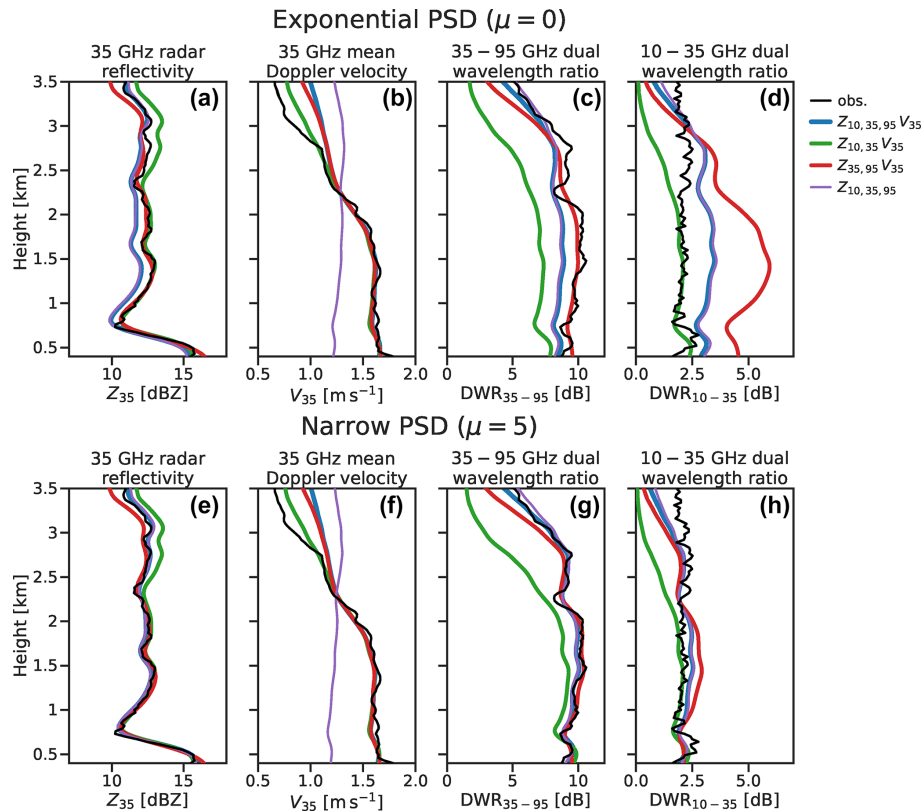 Exponential PSD (μ = 0)
35 GHz radar
reflectivity
35 GHz mean
Doppler velocity
35 − 95 GHz dual
wavelength ratio
10 − 35 GHz dual
wavelength ratio
(a)
(b)
(c)
(d)
obs.
Z10,35,95 V35
Z10,35 V35
Z35,95 V35
Z10,35,95
3.5
3
2.5
2
1.5
1
0.5
Height [km]
10 15
0.5 1.0 1.5 2.0
0 5 10
0.0 2.5 5.0
Z35 [dBZ]
V35 [m s−1]
DWR35 − 95 [dB]
DWR10 − 35 [dB]
Narrow PSD (μ = 5)
35 GHz radar
reflectivity
35 GHz mean
Doppler velocity
35 − 95 GHz dual
wavelength ratio
10 − 35 GHz dual
wavelength ratio
(e)
(f)
(g)
(h)
3.5
3
2.5
2
1.5
1
0.5
Height [km]
10 15
0.5 1.0 1.5 2.0
0 5 10
0.0 2.5 5.0
Z35 [dBZ]
V35 [m s−1]
DWR35 − 95 [dB]
DWR10 − 35 [dB]